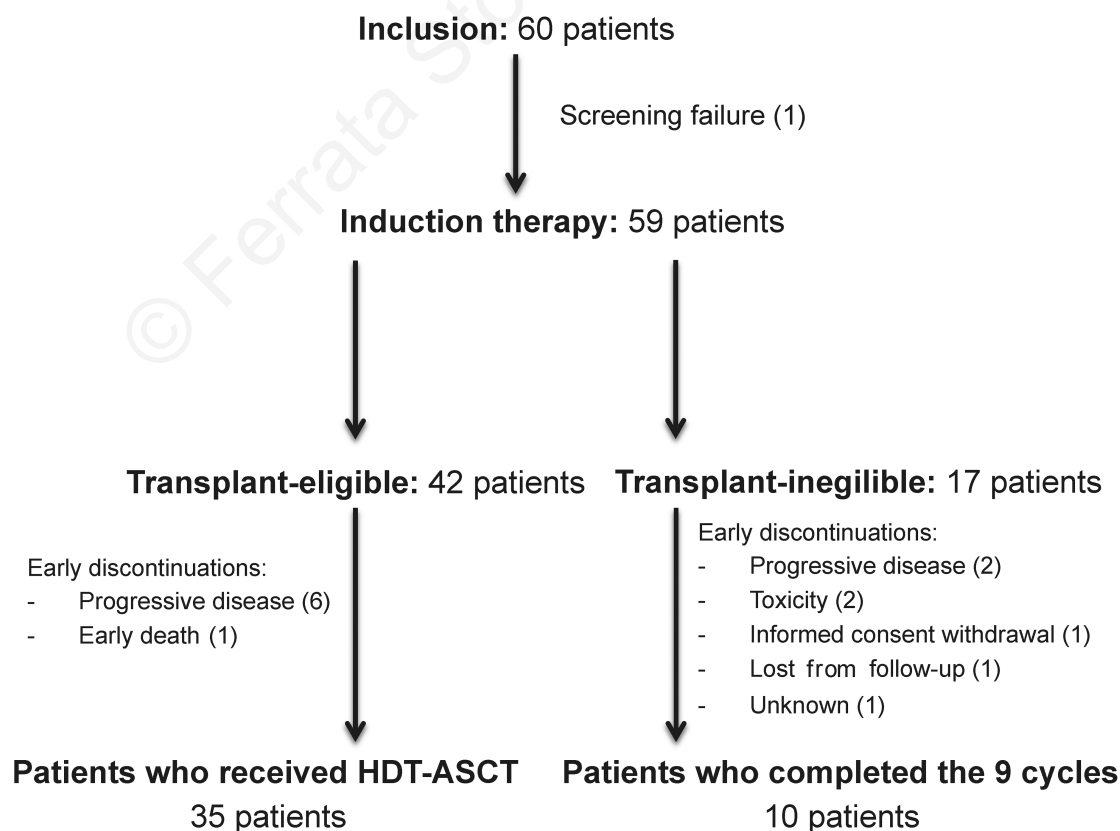 Inclusion: 60 patients
Screening failure (1)
Induction therapy: 59 patients
Transplant-eligible: 42 patients
Early discontinuations:
- Progressive disease (6)
- Early death (1)
Transplant-inegilible: 17 patients
Early discontinuations:
- Progressive disease (2)
- Toxicity (2)
- Informed consent withdrawal (1)
- Lost from follow-up (1)
- Unknown (1)
Patients who received HDT-ASCT
35 patients
Patients who completed the 9 cycles
10 patients
© Ferrata